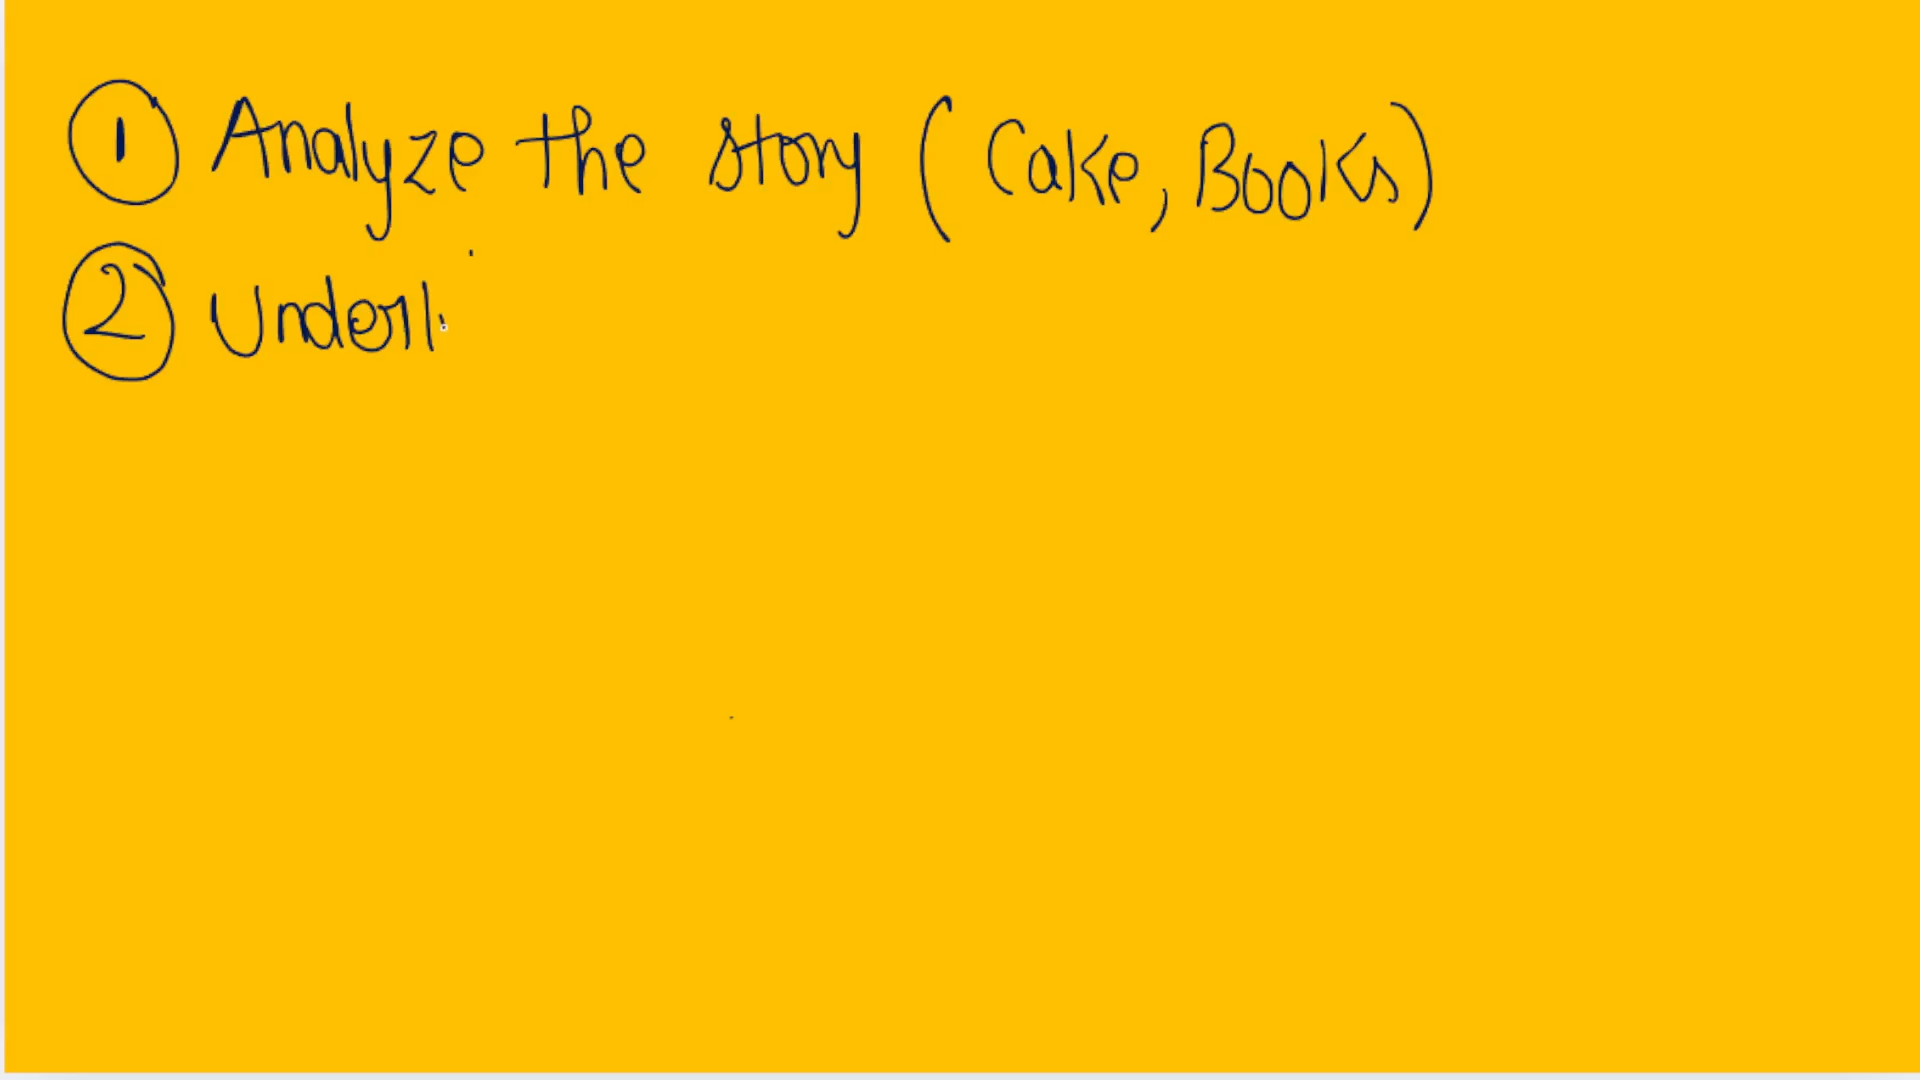 1 Analyze the story (Cake, Books)
2 Underl